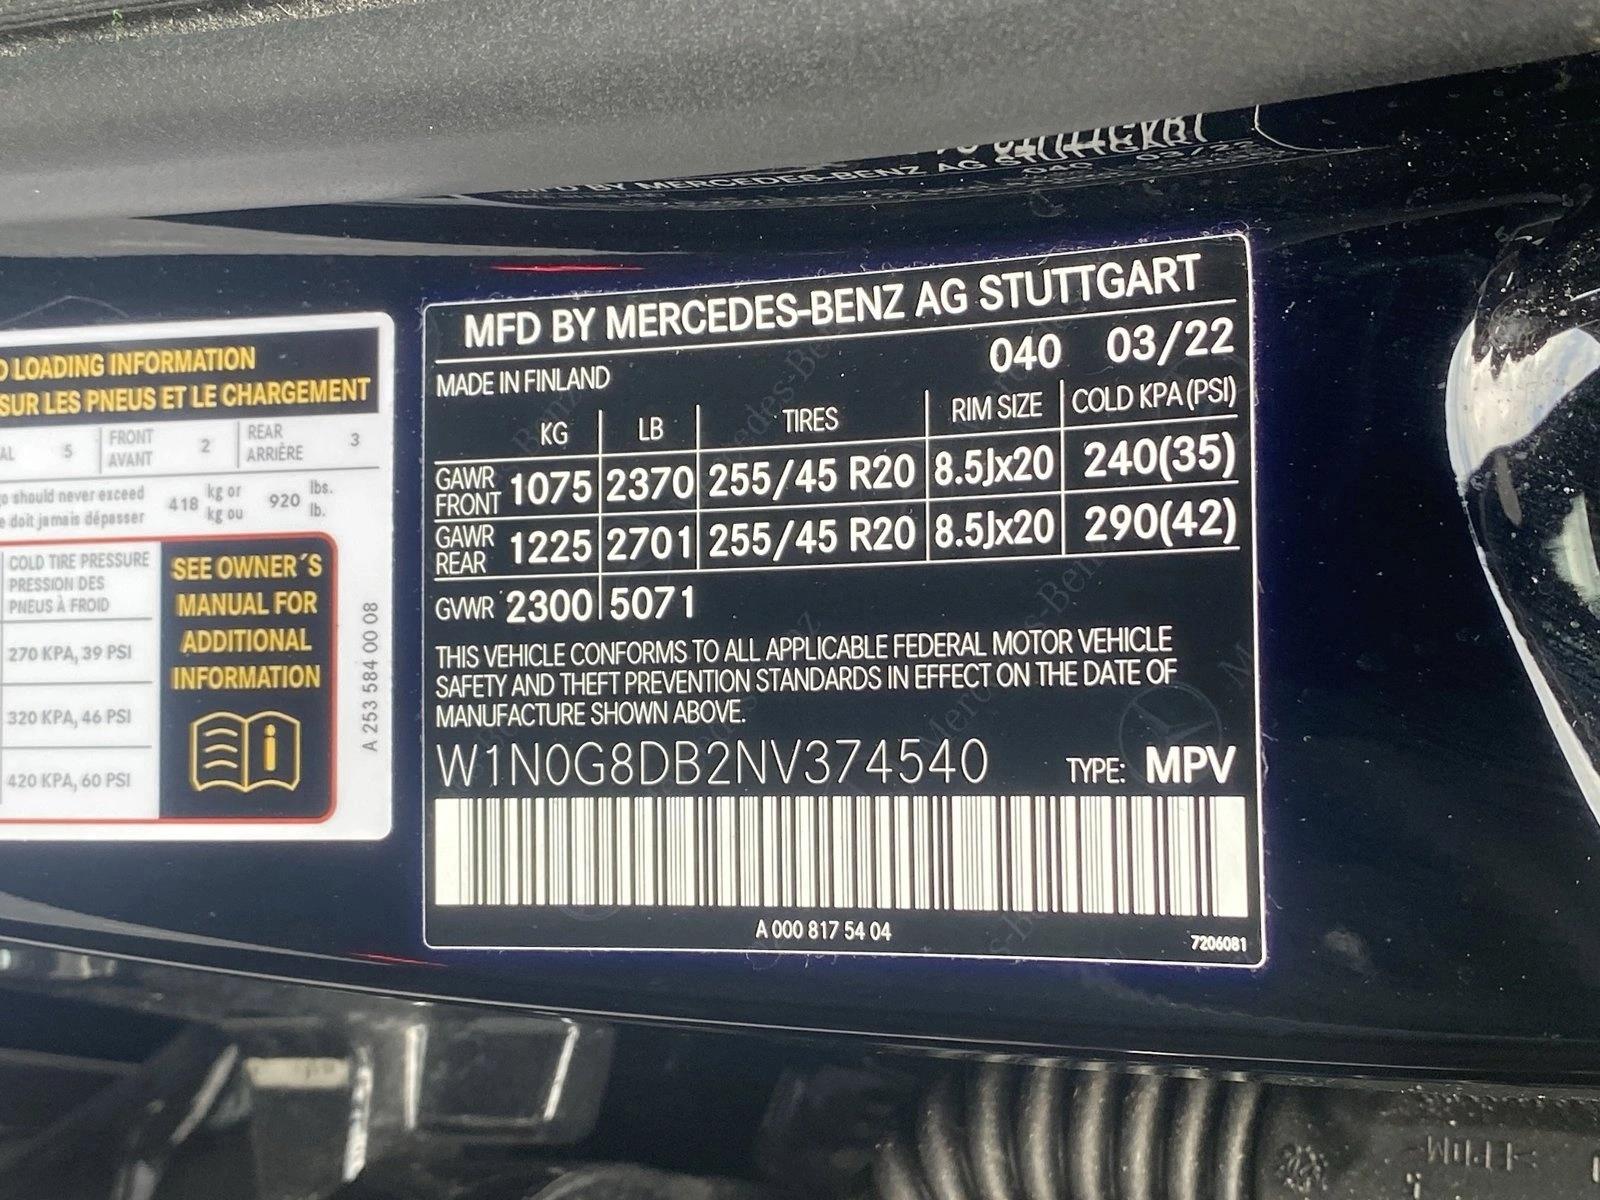 MFD BY MERCEDES-BENZ AG STUTTGART
040 03/22
MADE IN FINLAND
KG LB TIRES RIM SIZE COLD KPA (PSI)
GAWR FRONT 1075 2370 255/45 R20 8.5Jx20 240(35)
GAWR REAR 1225 2701 255/45 R20 8.5Jx20 290(42)
GVWR 2300 5071
THIS VEHICLE CONFORMS TO ALL APPLICABLE FEDERAL MOTOR VEHICLE
SAFETY AND THEFT PREVENTION STANDARDS IN EFFECT ON THE DATE OF
MANUFACTURE SHOWN ABOVE.
W1N0G8DB2NV374540 TYPE: MPV
A 000 817 54 04
7206081
LOADING INFORMATION
SUR LES PNEUS ET LE CHARGEMENT
5 FRONT AVANT 2 REAR ARRIÈRE 3
should never exceed 418 kg or 920 lbs.
doit jamais dépasser kg ou lb.
COLD TIRE PRESSURE
PRESSION DES
PNEUS À FROID
270 KPA, 39 PSI
320 KPA, 46 PSI
420 KPA, 60 PSI
SEE OWNER´S
MANUAL FOR
ADDITIONAL
INFORMATION
A 253 584 00 08